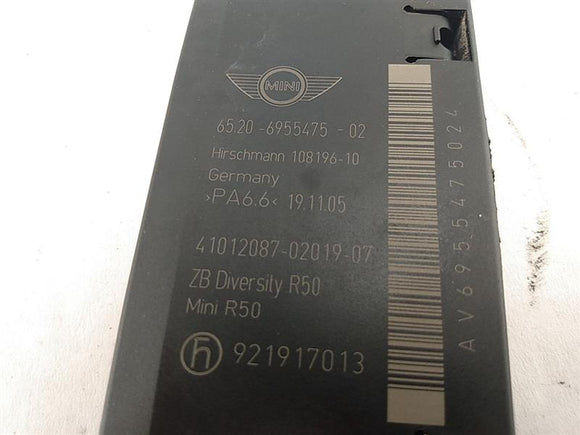 MINI
65.20 - 6955475 - 02
Hirschmann 108196-10
Germany
>PA6.6< 19.11.05
41012087-02019-07
ZB Diversity R50
Mini R50
h 921917013
AV6955475024